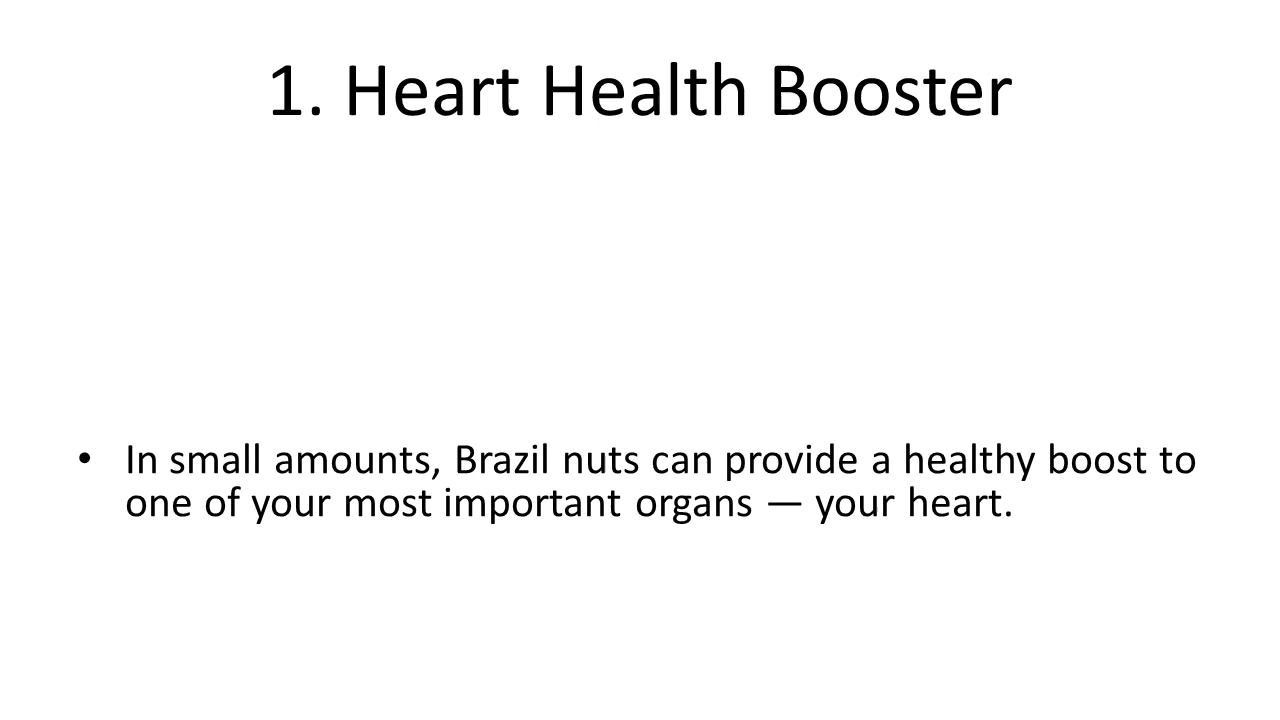 1. Heart Health Booster
• In small amounts, Brazil nuts can provide a healthy boost to
one of your most important organs — your heart.